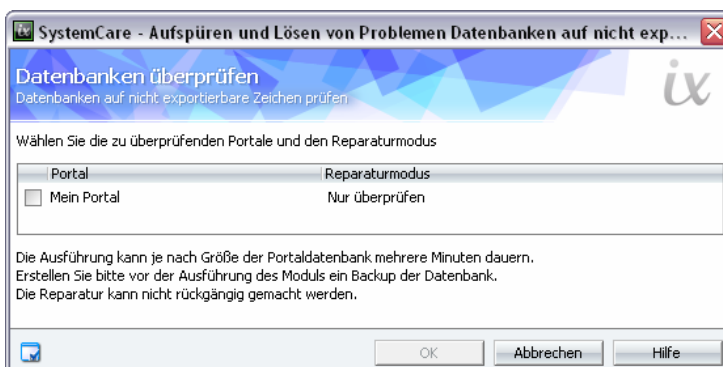 ix SystemCare - Aufspüren und Lösen von Problemen Datenbanken auf nicht exp...
Datenbanken überprüfen
Datenbanken auf nicht exportierbare Zeichen prüfen
ix
Wählen Sie die zu überprüfenden Portale und den Reparaturmodus
Portal Reparaturmodus
Mein Portal Nur überprüfen
Die Ausführung kann je nach Größe der Portaldatenbank mehrere Minuten dauern.
Erstellen Sie bitte vor der Ausführung des Moduls ein Backup der Datenbank.
Die Reparatur kann nicht rückgängig gemacht werden.
OK Abbrechen Hilfe